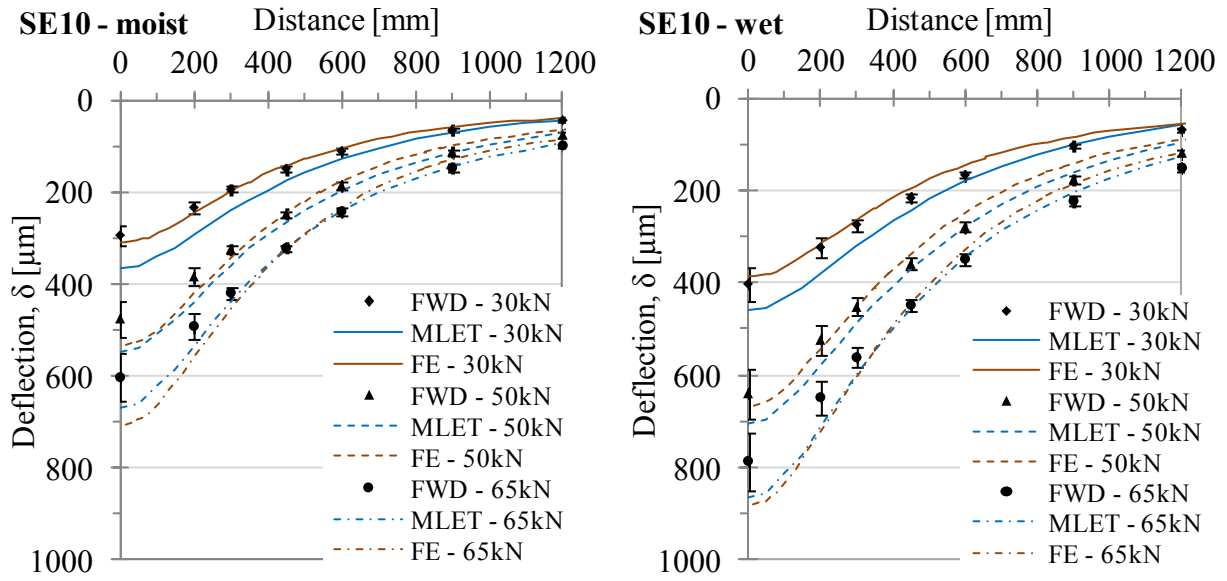 SE10 - moist
Distance [mm]
0 200 400 600 800 1000 1200
0
200
400
600
800
1000
Deflection, δ [µm]
FWD - 30kN
MLET - 30kN
FE - 30kN
FWD - 50kN
MLET - 50kN
FE - 50kN
FWD - 65kN
MLET - 65kN
FE - 65kN
SE10 - wet
Distance [mm]
0 200 400 600 800 1000 1200
0
200
400
600
800
1000
Deflection, δ [µm]
FWD - 30kN
MLET - 30kN
FE - 30kN
FWD - 50kN
MLET - 50kN
FE - 50kN
FWD - 65kN
MLET - 65kN
FE - 65kN